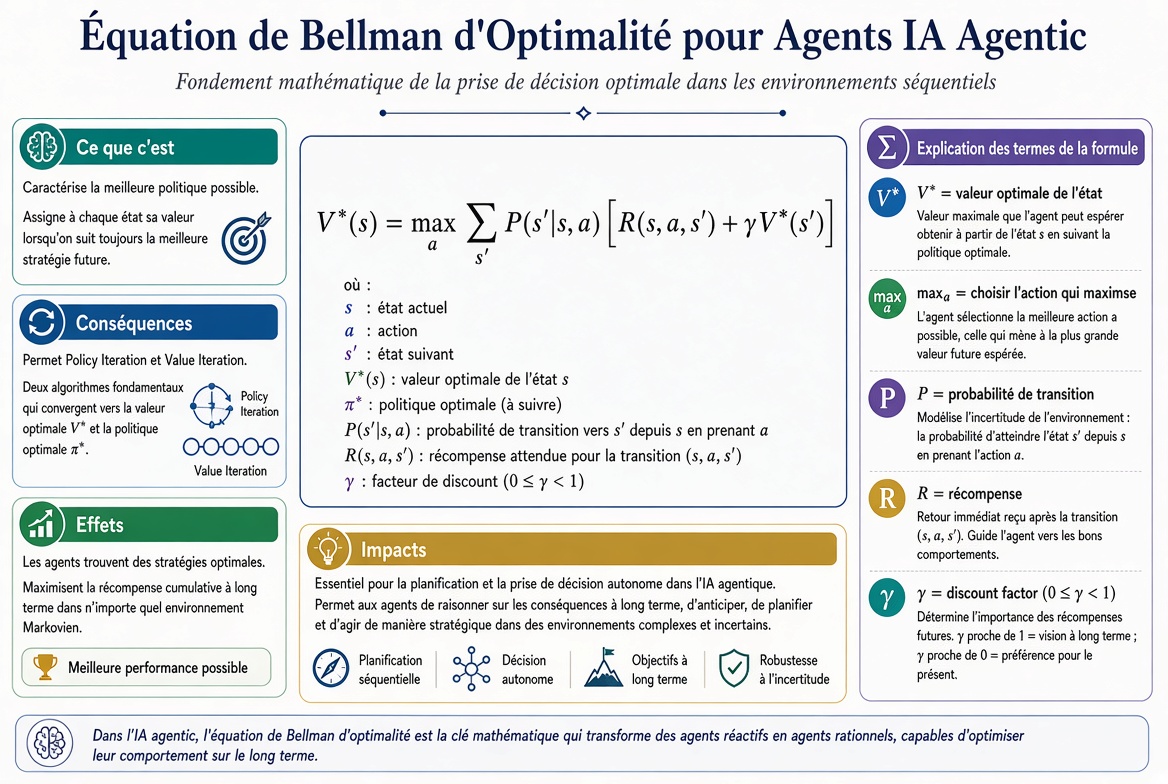 Équation de Bellman d'Optimalité pour Agents IA Agentic
Fondement mathématique de la prise de décision optimale dans les environnements séquentiels
Ce que c'est
Caractérise la meilleure politique possible.
Assigne à chaque état sa valeur
lorsqu'on suit toujours la meilleure
stratégie future.
Conséquences
Permet Policy Iteration et Value Iteration.
Deux algorithmes fondamentaux
qui convergent vers la valeur
optimale V* et la politique
optimale π*.
Policy
Iteration
Value Iteration
Effets
Les agents trouvent des stratégies optimales.
Maximisent la récompense cumulative à long
terme dans n'importe quel environnement
Markovien.
Meilleure performance possible
V*(s) = max_a ∑_{s'} P(s'|s, a) [R(s, a, s') + γV*(s')]
où :
s : état actuel
a : action
s' : état suivant
V*(s) : valeur optimale de l'état s
π* : politique optimale (à suivre)
P(s'|s, a) : probabilité de transition vers s' depuis s en prenant a
R(s, a, s') : récompense attendue pour la transition (s, a, s')
γ : facteur de discount (0 ≤ γ < 1)
Impacts
Essentiel pour la planification et la prise de décision autonome dans l'IA agentique.
Permet aux agents de raisonner sur les conséquences à long terme, d'anticiper, de planifier
et d'agir de manière stratégique dans des environnements complexes et incertains.
Planification
séquentielle
Décision
autonome
Objectifs à
long terme
Robustesse
à l'incertitude
Σ
Explication des termes de la formule
V*
V* = valeur optimale de l'état
Valeur maximale que l'agent peut espérer
obtenir à partir de l'état s en suivant la
politique optimale.
max a
max_a = choisir l'action qui maximse
L'agent sélectionne la meilleure action a
possible, celle qui mène à la plus grande
valeur future espérée.
P
P = probabilité de transition
Modélise l'incertitude de l'environnement :
la probabilité d'atteindre l'état s' depuis s
en prenant l'action a.
R
R = récompense
Retour immédiat reçu après la transition
(s, a, s'). Guide l'agent vers les bons
comportements.
γ
γ = discount factor (0 ≤ γ < 1)
Détermine l'importance des récompenses
futures. γ proche de 1 = vision à long terme ;
γ proche de 0 = préférence pour le
présent.
Dans l'IA agentic, l'équation de Bellman d'optimalité est la clé mathématique qui transforme des agents réactifs en agents rationnels, capables d'optimiser
leur comportement sur le long terme.